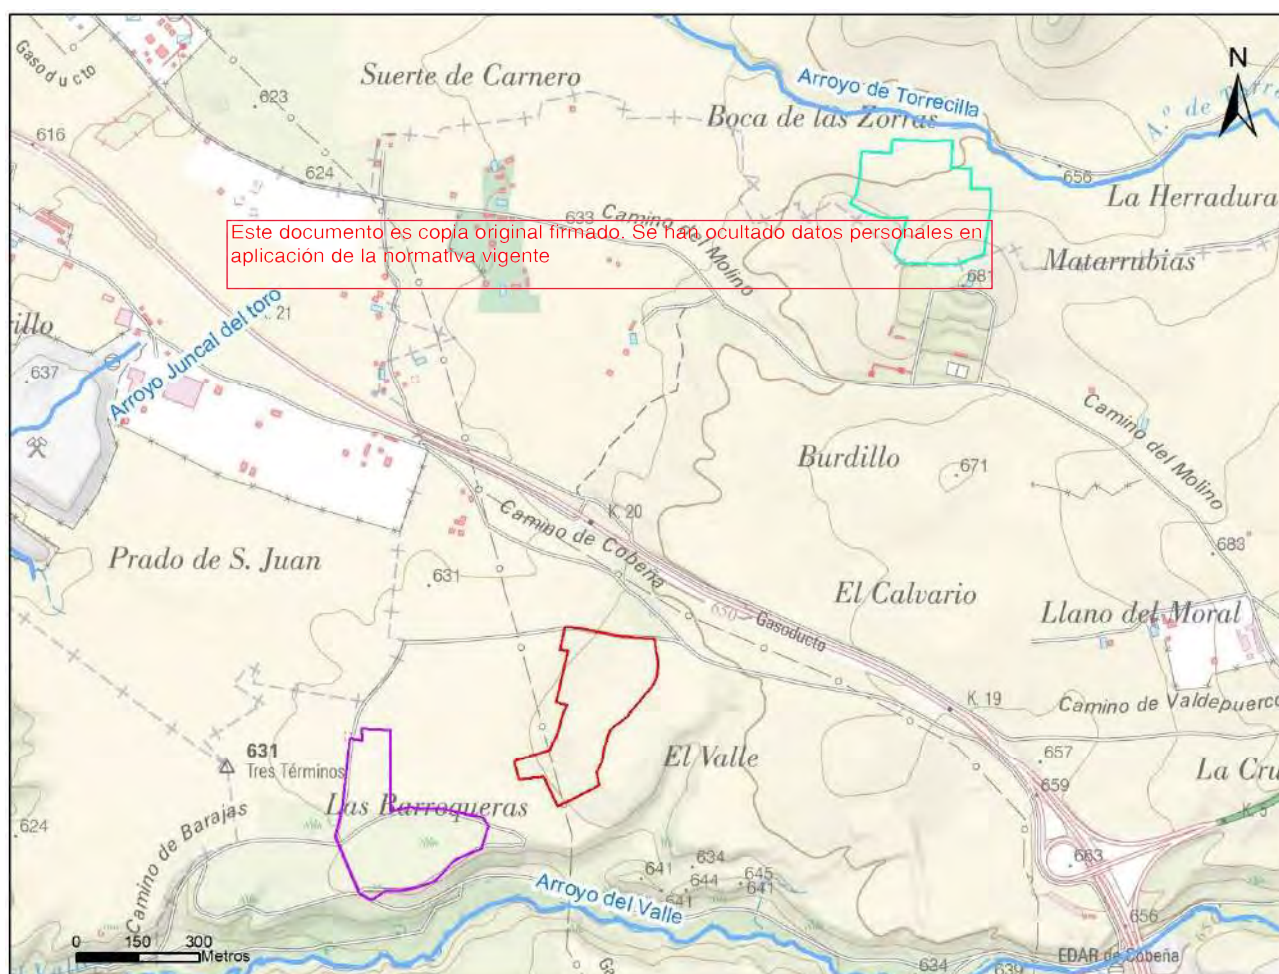 Gasoducto
Suerte de Carnero
Arroyo de Torrecilla
N
623
Boca de las Zorras
616
624
656
La Herradura
633
Camino del Molino
Este documento es copia original firmado. Se han ocultado datos personales en
aplicación de la normativa vigente
Matarrubias
681
21
rillo
Arroyo Juncal del toro
637
Camino del Molino
Burdillo
671
K. 20
Camino de Cobeña
683
Prado de S. Juan
631
El Calvario
650
Gasoducto
Llano del Moral
K. 19
Camino de Valdepuerco
631
Tres Términos
El Valle
657
La Cru
659
Las Barroqueras
K. 5
624
Camino de Barajas
663
634
641
645
644
641
641
Arroyo del Valle
656
0 150 300
Metros
EDAR de Cobeña
634
639
Ga